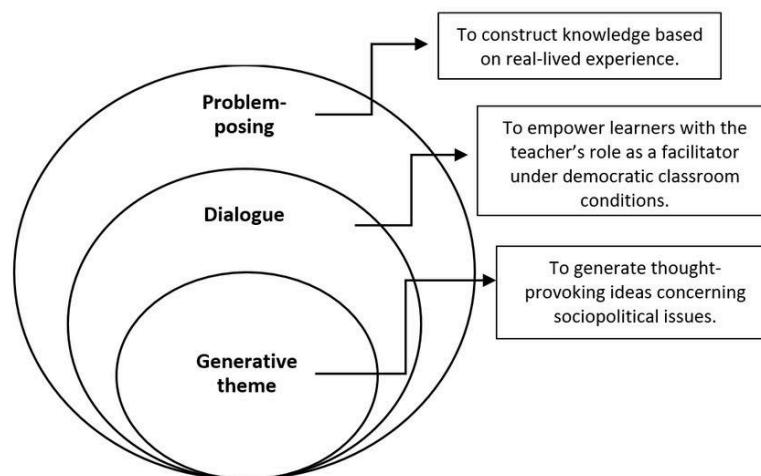 To construct knowledge based
on real-lived experience.
Problem-
posing
To empower learners with the
teacher’s role as a facilitator
under democratic classroom
conditions.
Dialogue
To generate thought-
provoking ideas concerning
sociopolitical issues.
Generative
theme